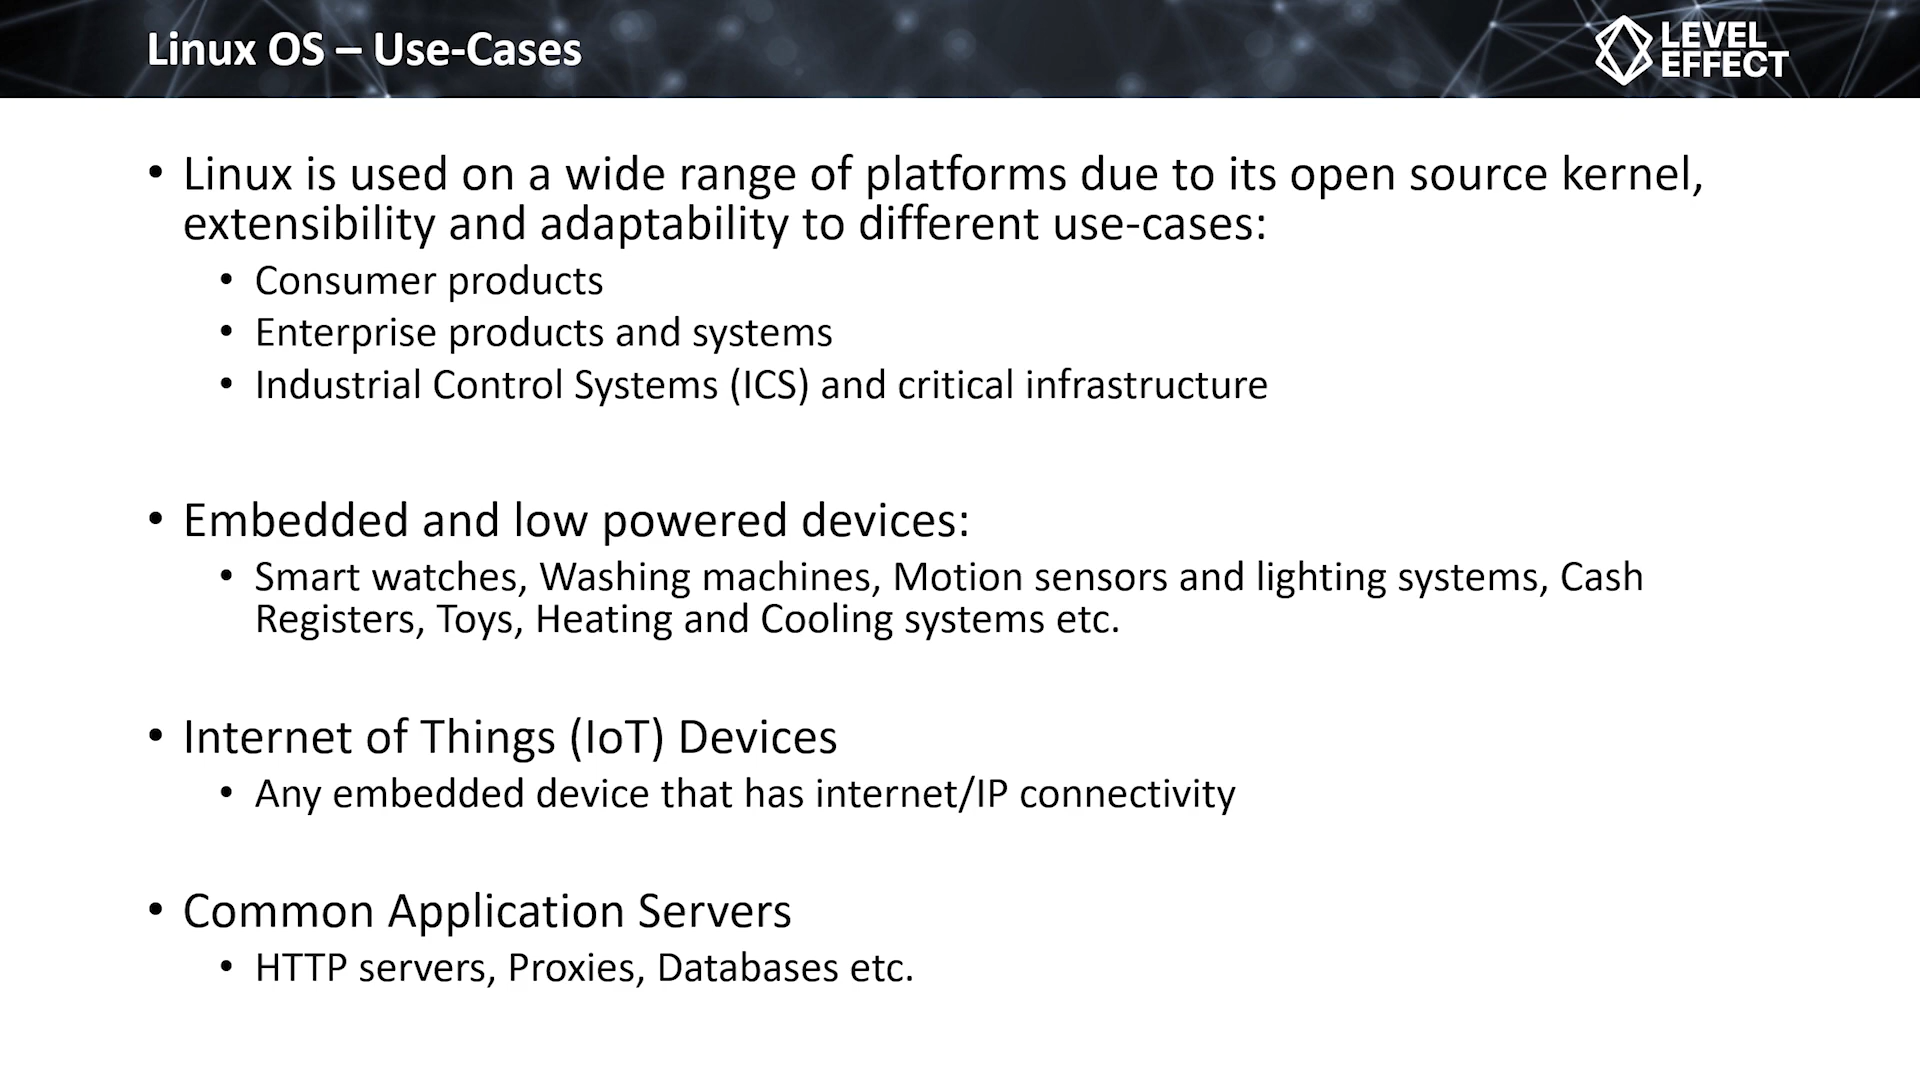 Linux OS – Use-Cases
LEVEL
EFFECT
• Linux is used on a wide range of platforms due to its open source kernel,
extensibility and adaptability to different use-cases:
• Consumer products
• Enterprise products and systems
• Industrial Control Systems (ICS) and critical infrastructure
• Embedded and low powered devices:
• Smart watches, Washing machines, Motion sensors and lighting systems, Cash
Registers, Toys, Heating and Cooling systems etc.
• Internet of Things (IoT) Devices
• Any embedded device that has internet/IP connectivity
• Common Application Servers
• HTTP servers, Proxies, Databases etc.